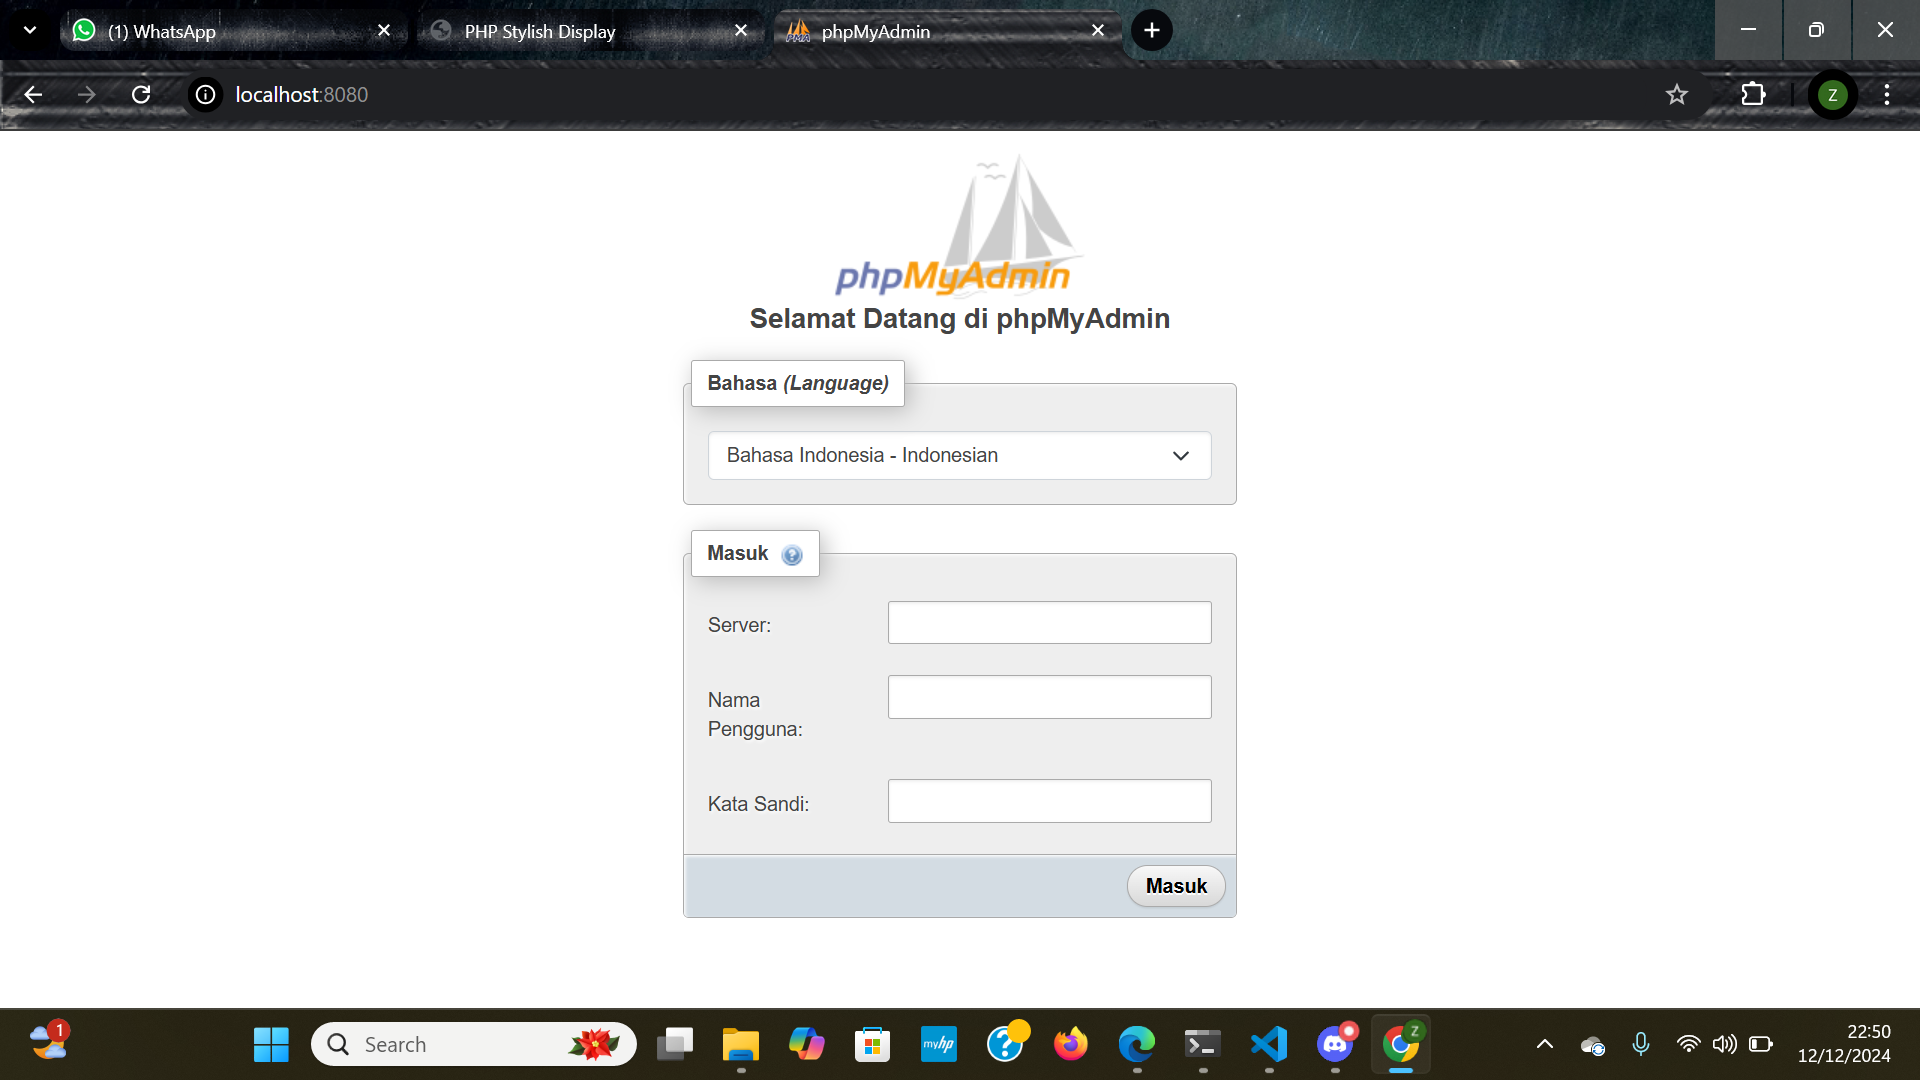 (1) WhatsApp
PHP Stylish Display
phpMyAdmin
localhost:8080
Z
phpMyAdmin
Selamat Datang di phpMyAdmin
Bahasa (Language)
Bahasa Indonesia - Indonesian
Masuk
Server:
Nama
Pengguna:
Kata Sandi:
Masuk
1
Search
myhp
Z
22:50
12/12/2024